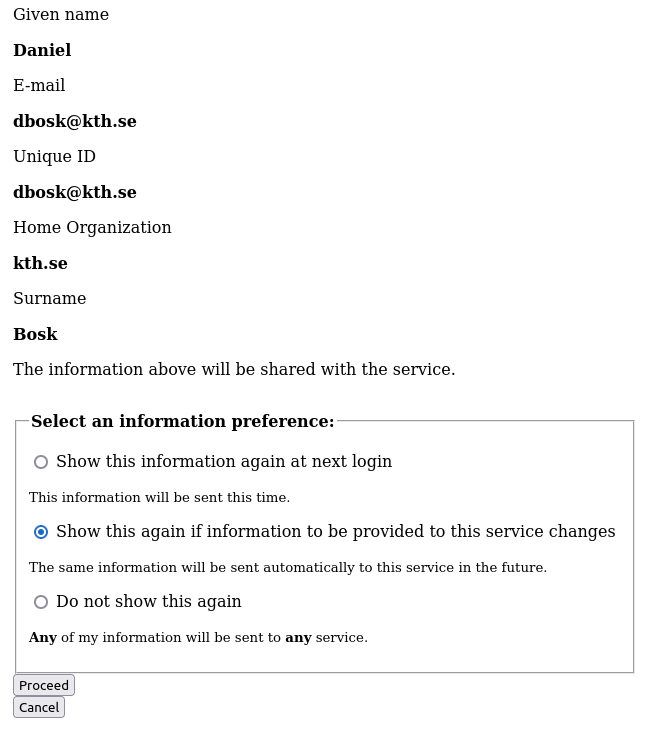 Given name
Daniel
E-mail
dbosk@kth.se
Unique ID
dbosk@kth.se
Home Organization
kth.se
Surname
Bosk
The information above will be shared with the service.
Select an information preference:
Show this information again at next login
This information will be sent this time.
Show this again if information to be provided to this service changes
The same information will be sent automatically to this service in the future.
Do not show this again
Any of my information will be sent to any service.
Proceed
Cancel